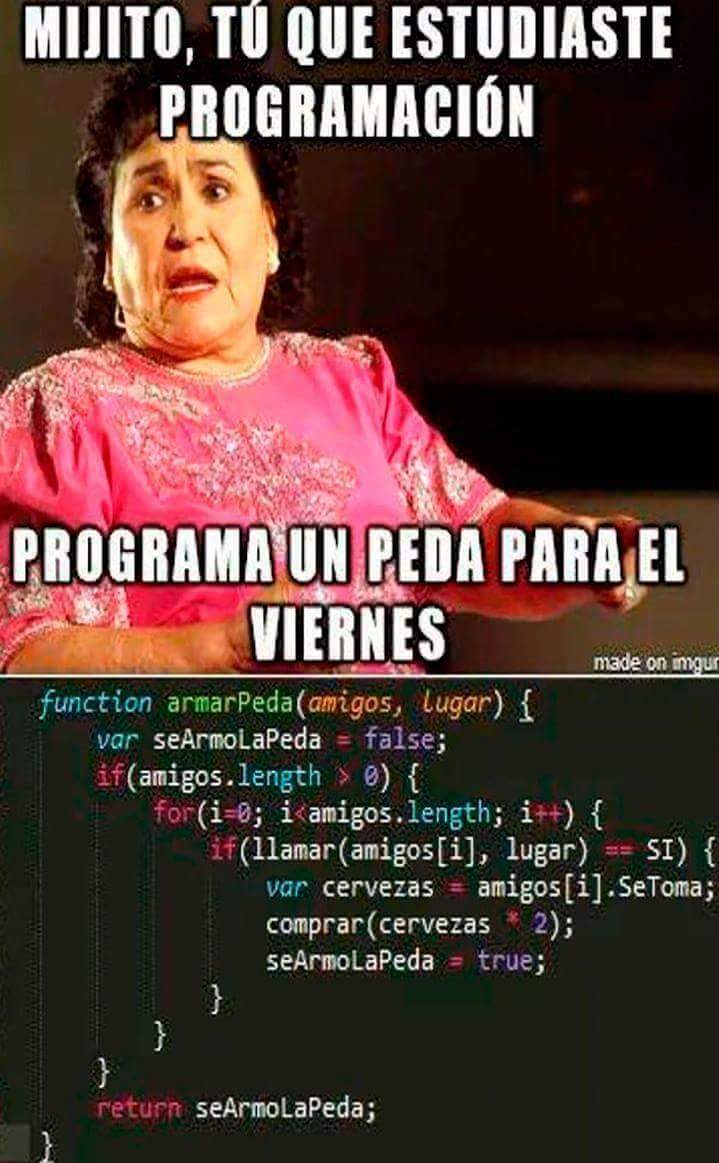 MIJITO, TÚ QUE ESTUDIASTE
PROGRAMACIÓN
PROGRAMA UN PEDA PARA EL
VIERNES
made on imgur
function armarPeda(amigos, lugar) {
var seArmoLaPeda = false;
if(amigos.length > 0) {
for(i=0; i<amigos.length; i++) {
if(llamar(amigos[i], lugar) == SI) {
var cervezas = amigos[i].SeToma;
comprar(cervezas * 2);
seArmoLaPeda = true;
}
}
}
return seArmoLaPeda;
}